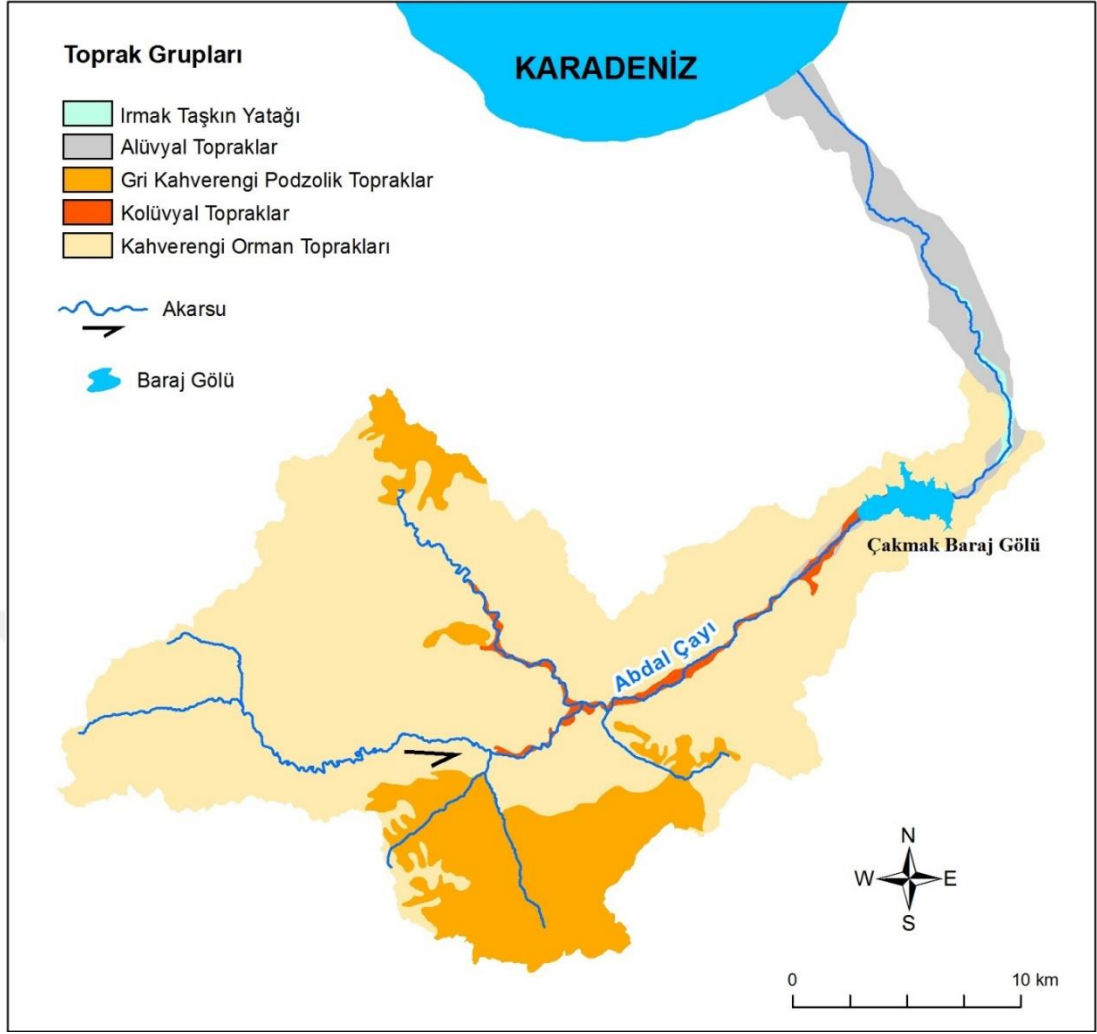 Toprak Grupları
KARADENİZ
Irmak Taşkın Yatağı
Alüvyal Topraklar
Gri Kahverengi Podzolik Topraklar
Kolüvyal Topraklar
Kahverengi Orman Toprakları
Akarsu
Baraj Gölü
Çakmak Baraj Gölü
Abdal Çayı
N
W E
S
0 10 km